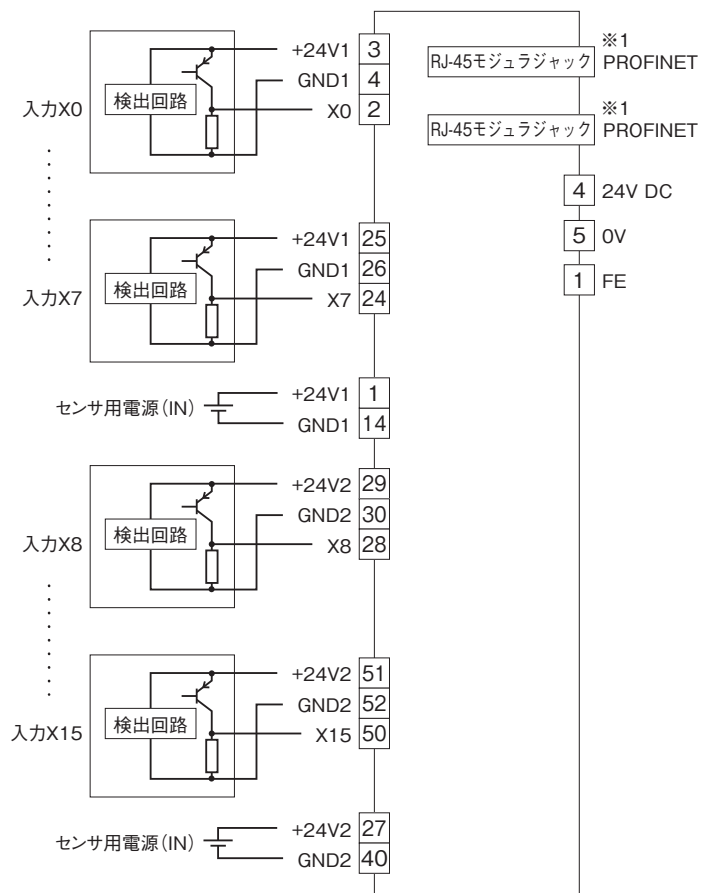 +24V1 3
GND1 4
X0 2
入力X0
検出回路
+24V1 25
GND1 26
X7 24
入力X7
検出回路
センサ用電源(IN)
+24V1 1
GND1 14
+24V2 29
GND2 30
X8 28
入力X8
検出回路
+24V2 51
GND2 52
X15 50
入力X15
検出回路
センサ用電源(IN)
+24V2 27
GND2 40
RJ-45モジュラジャック
※1
PROFINET
RJ-45モジュラジャック
※1
PROFINET
4 24V DC
5 0V
1 FE